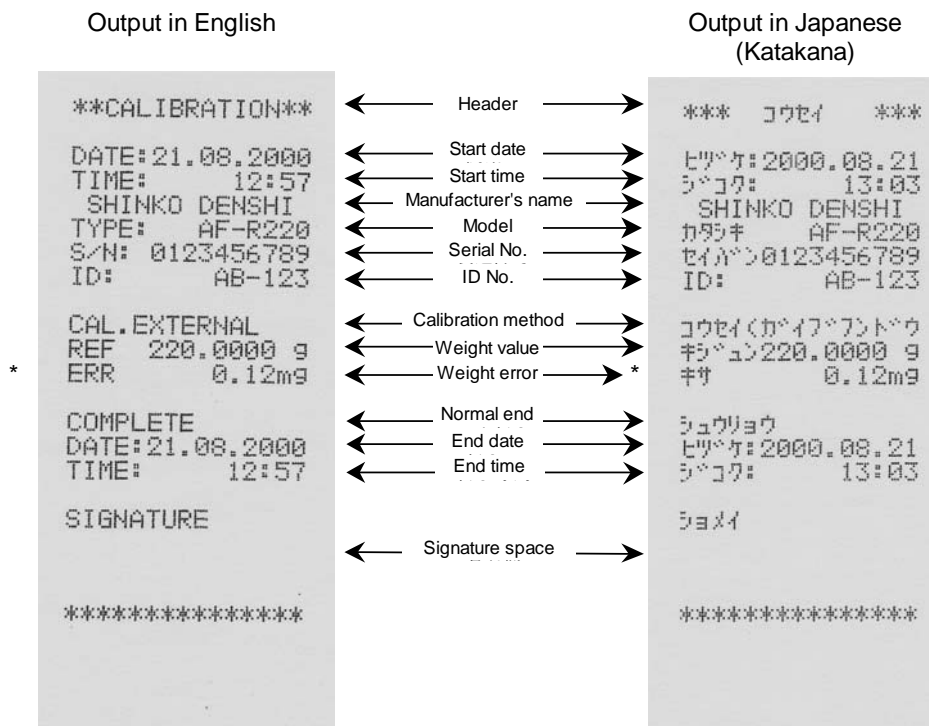 Output in English
**CALIBRATION**
DATE:21.08.2000
TIME: 12:57
SHINKO DENSHI
TYPE: AF-R220
S/N: 0123456789
ID: AB-123
CAL.EXTERNAL
REF 220.0000 g
* ERR 0.12mg
COMPLETE
DATE:21.08.2000
TIME: 12:57
SIGNATURE
***************
Header
Start date
Start time
Manufacturer's name
Model
Serial No.
ID No.
Calibration method
Weight value
Weight error *
Normal end
End date
End time
Signature space
Output in Japanese
(Katakana)
*** コウセイ ***
ヒヅケ:2000.08.21
ジコク: 13:03
SHINKO DENSHI
カタシキ AF-R220
セイバン0123456789
ID: AB-123
コウセイ(ガイブフンドウ
キジュン220.0000 g
キサ 0.12mg
シュウリョウ
ヒヅケ:2000.08.21
ジコク: 13:03
ショメイ
***************